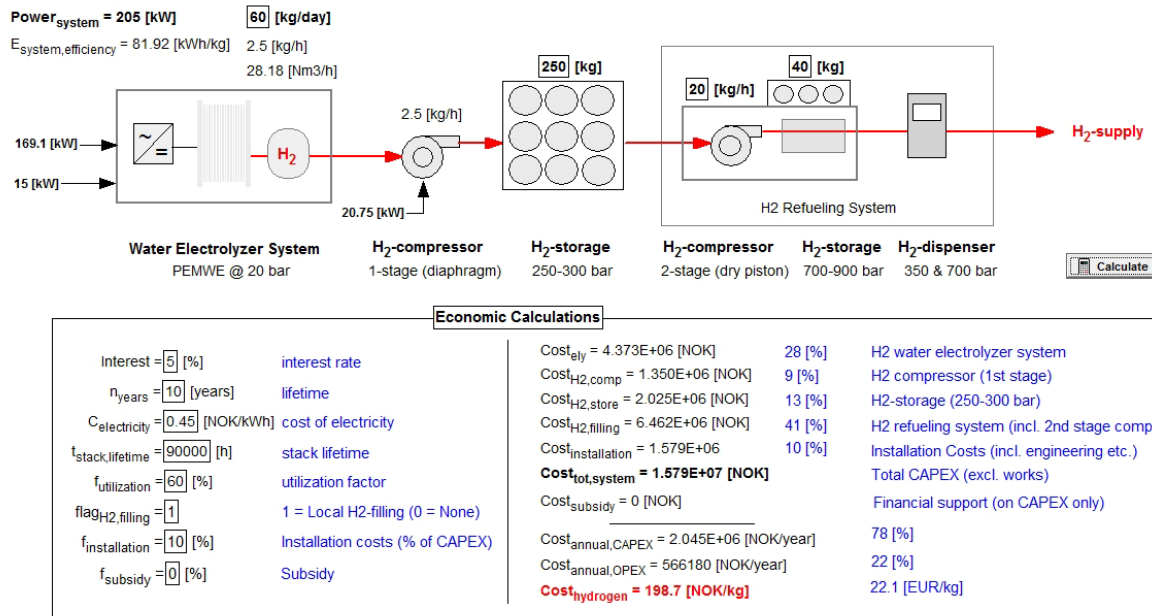 Power_system = 205 [kW]
60 [kg/day]
E_system,efficiency = 81.92 [kWh/kg]
2.5 [kg/h]
28.18 [Nm3/h]
169.1 [kW]
15 [kW]
~
=
H2
2.5 [kg/h]
20.75 [kW]
250 [kg]
20 [kg/h]
40 [kg]
H2 Refueling System
H2-supply
Water Electrolyzer System
PEMWE @ 20 bar
H2-compressor
1-stage (diaphragm)
H2-storage
250-300 bar
H2-compressor
2-stage (dry piston)
H2-storage
700-900 bar
H2-dispenser
350 & 700 bar
Calculate
Economic Calculations
Interest = 5 [%] interest rate
n_years = 10 [years] lifetime
C_electricity = 0.45 [NOK/kWh] cost of electricity
t_stack,lifetime = 90000 [h] stack lifetime
f_utilization = 60 [%] utilization factor
flag_H2,filling = 1 1 = Local H2-filling (0 = None)
f_installation = 10 [%] Installation costs (% of CAPEX)
f_subsidy = 0 [%] Subsidy
Cost_ely = 4.373E+06 [NOK] 28 [%] H2 water electrolyzer system
Cost_H2,comp = 1.350E+06 [NOK] 9 [%] H2 compressor (1st stage)
Cost_H2,store = 2.025E+06 [NOK] 13 [%] H2-storage (250-300 bar)
Cost_H2,filling = 6.462E+06 [NOK] 41 [%] H2 refueling system (incl. 2nd stage comp
Cost_installation = 1.579E+06 10 [%] Installation Costs (incl. engineering etc.)
Cost_tot,system = 1.579E+07 [NOK] Total CAPEX (excl. works)
Cost_subsidy = 0 [NOK] Financial support (on CAPEX only)
Cost_annual,CAPEX = 2.045E+06 [NOK/year] 78 [%]
Cost_annual,OPEX = 566180 [NOK/year] 22 [%]
Cost_hydrogen = 198.7 [NOK/kg] 22.1 [EUR/kg]